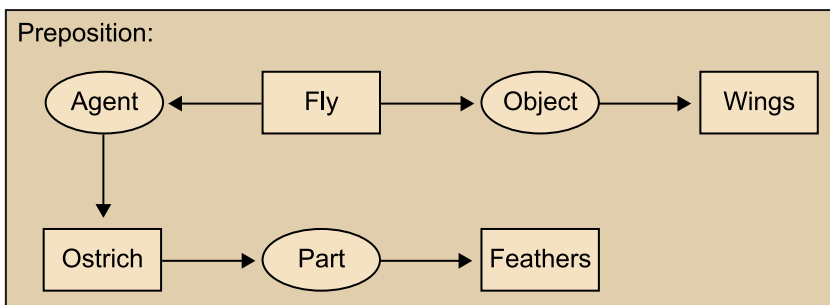 Preposition:
Agent
Fly
Object
Wings
Ostrich
Part
Feathers